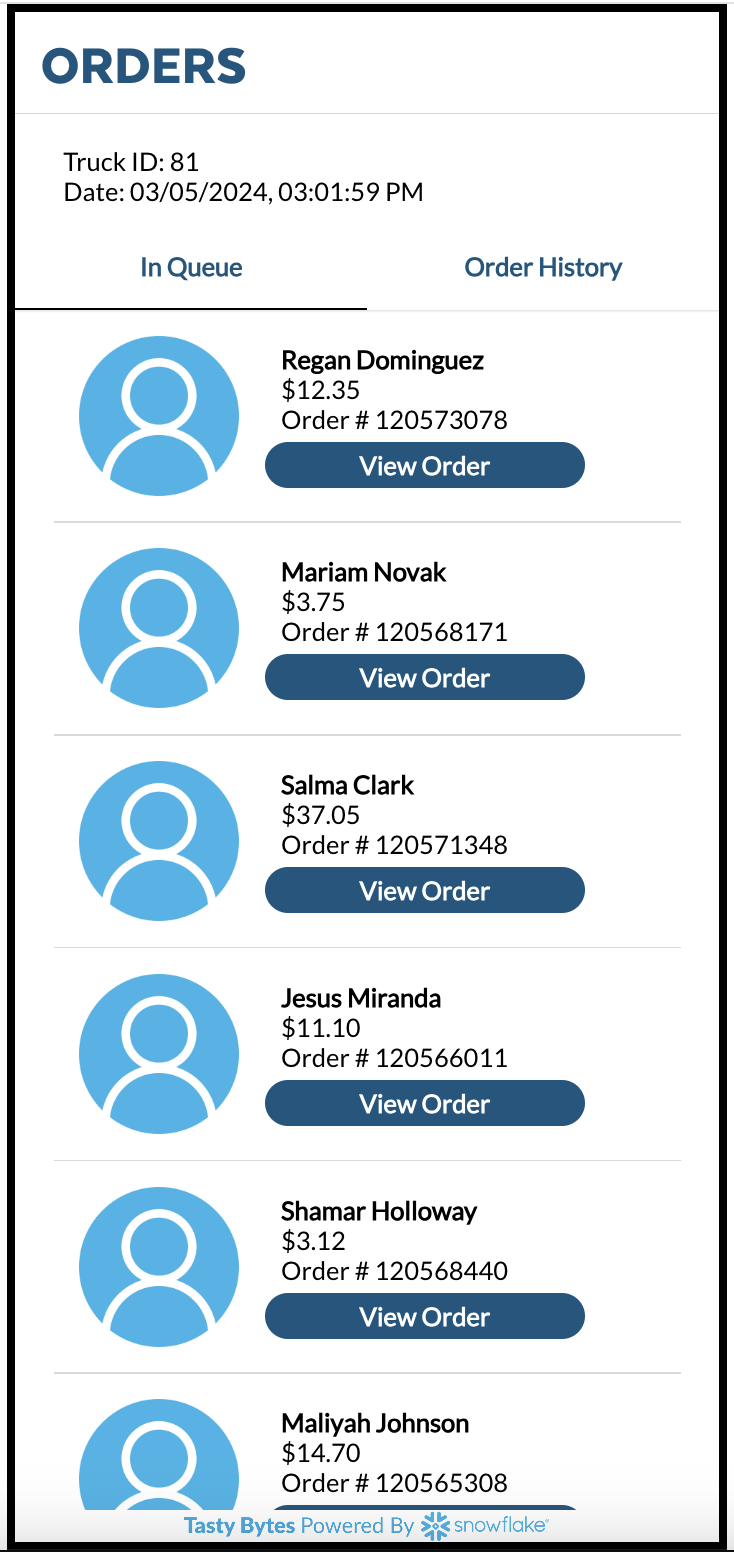 ORDERS
Truck ID: 81
Date: 03/05/2024, 03:01:59 PM
In Queue
Order History
Regan Dominguez
$12.35
Order # 120573078
View Order
Mariam Novak
$3.75
Order # 120568171
View Order
Salma Clark
$37.05
Order # 120571348
View Order
Jesus Miranda
$11.10
Order # 120566011
View Order
Shamar Holloway
$3.12
Order # 120568440
View Order
Maliyah Johnson
$14.70
Order # 120565308
Tasty Bytes Powered By snowflake